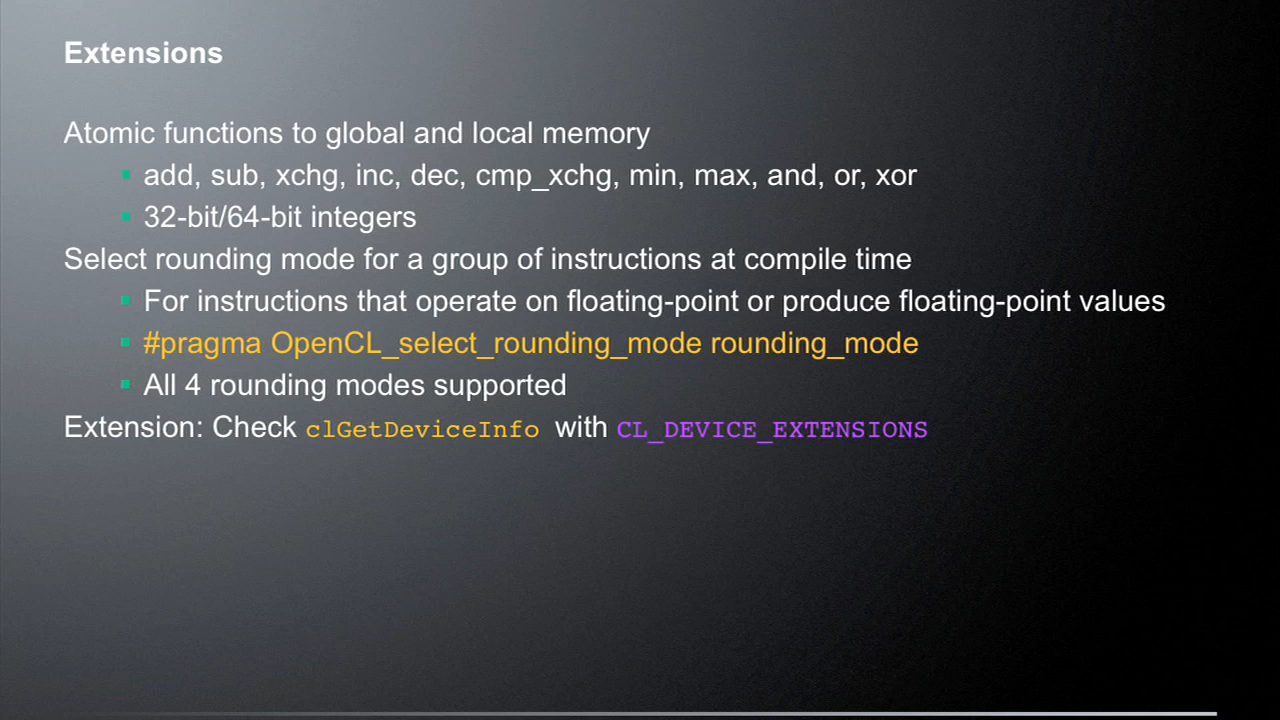 Extensions
Atomic functions to global and local memory
add, sub, xchg, inc, dec, cmp_xchg, min, max, and, or, xor
32-bit/64-bit integers
Select rounding mode for a group of instructions at compile time
For instructions that operate on floating-point or produce floating-point values
#pragma OpenCL_select_rounding_mode rounding_mode
All 4 rounding modes supported
Extension: Check clGetDeviceInfo with CL_DEVICE_EXTENSIONS